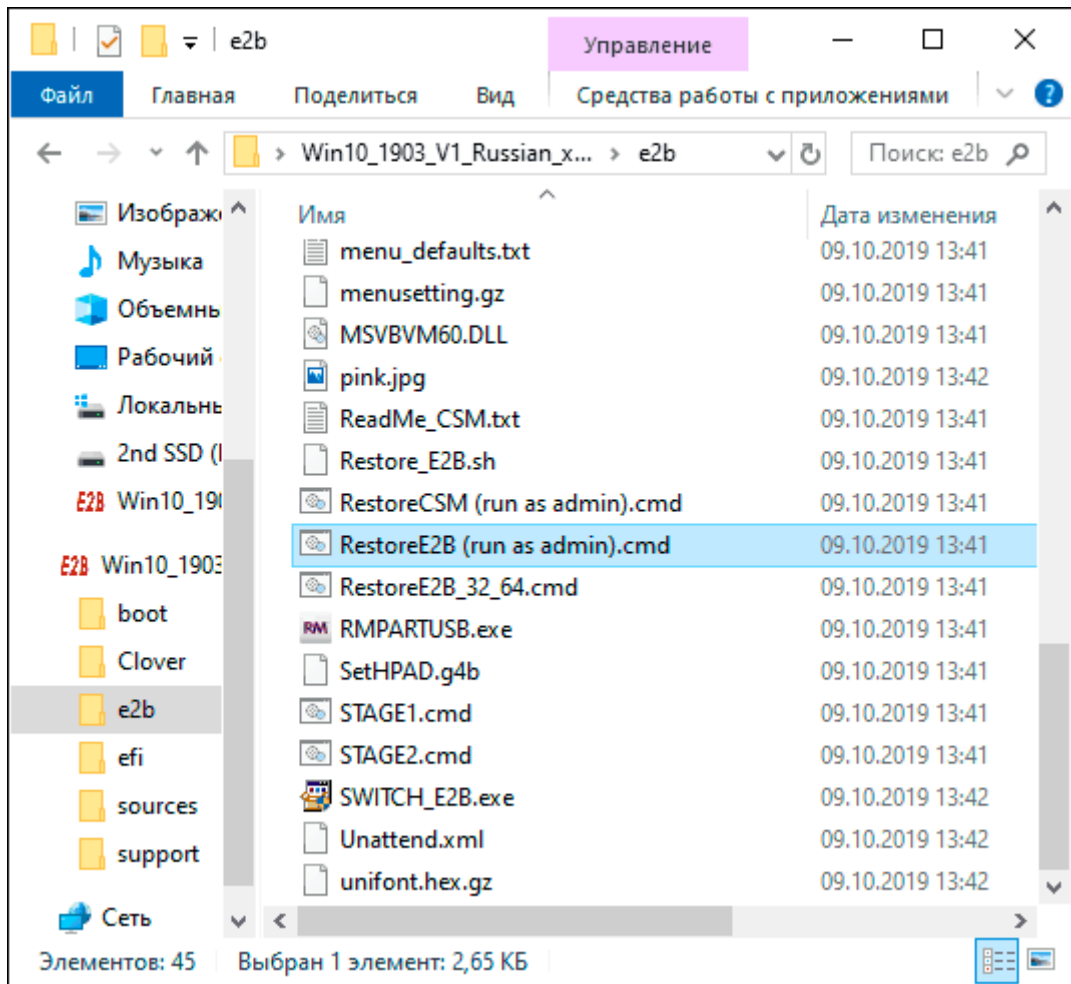 e2b
Управление
Файл Главная Поделиться Вид Средства работы с приложениями
Win10_1903_V1_Russian_x... > e2b Поиск: e2b
Изображ
Музыка
Объемны
Рабочий
Локальнь
2nd SSD (
E2B Win10_190
E2B Win10_1903
boot
Clover
e2b
efi
sources
support
Сеть
Имя Дата изменения
menu_defaults.txt 09.10.2019 13:41
menusetting.gz 09.10.2019 13:41
MSVBVM60.DLL 09.10.2019 13:41
pink.jpg 09.10.2019 13:42
ReadMe_CSM.txt 09.10.2019 13:41
Restore_E2B.sh 09.10.2019 13:41
RestoreCSM (run as admin).cmd 09.10.2019 13:41
RestoreE2B (run as admin).cmd 09.10.2019 13:41
RestoreE2B_32_64.cmd 09.10.2019 13:41
RM RMPARTUSB.exe 09.10.2019 13:41
SetHPAD.g4b 09.10.2019 13:41
STAGE1.cmd 09.10.2019 13:41
STAGE2.cmd 09.10.2019 13:41
SWITCH_E2B.exe 09.10.2019 13:42
Unattend.xml 09.10.2019 13:42
unifont.hex.gz 09.10.2019 13:42
Элементов: 45 Выбран 1 элемент: 2,65 КБ